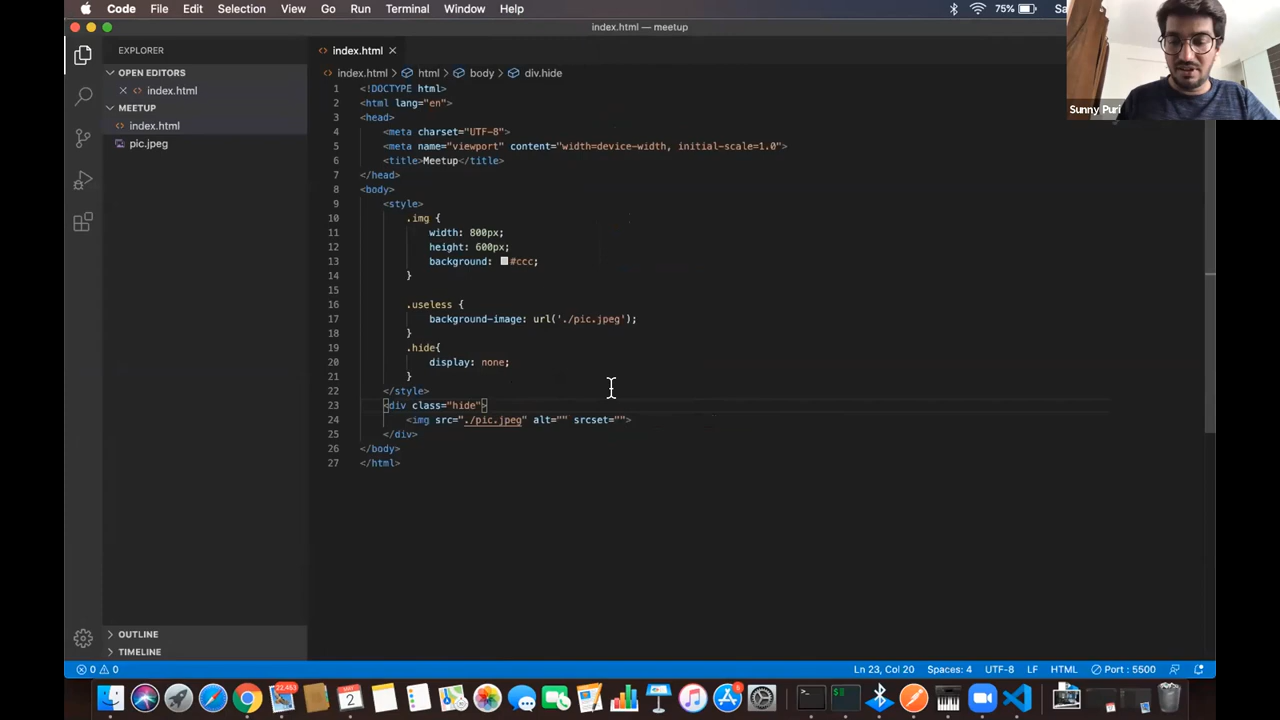 Code File Edit Selection View Go Run Terminal Window Help 75% Sa
index.html — meetup
EXPLORER
index.html
OPEN EDITORS
index.html
MEETUP
index.html
pic.jpeg
index.html html body div.hide
1 <!DOCTYPE html>
2 <html lang="en">
3 <head>
4 <meta charset="UTF-8">
5 <meta name="viewport" content="width=device-width, initial-scale=1.0">
6 <title>Meetup</title>
7 </head>
8 <body>
9 <style>
10 .img {
11 width: 800px;
12 height: 600px;
13 background: #ccc;
14 }
15
16 .useless {
17 background-image: url('./pic.jpeg');
18 }
19 .hide{
20 display: none;
21 }
22 </style>
23 <div class="hide">
24 <img src="./pic.jpeg" alt="" srcset="">
25 </div>
26 </body>
27 </html>
Sunny Puri
OUTLINE
TIMELINE
0 0 Ln 23, Col 20 Spaces: 4 UTF-8 LF HTML Port : 5500
22,453
2